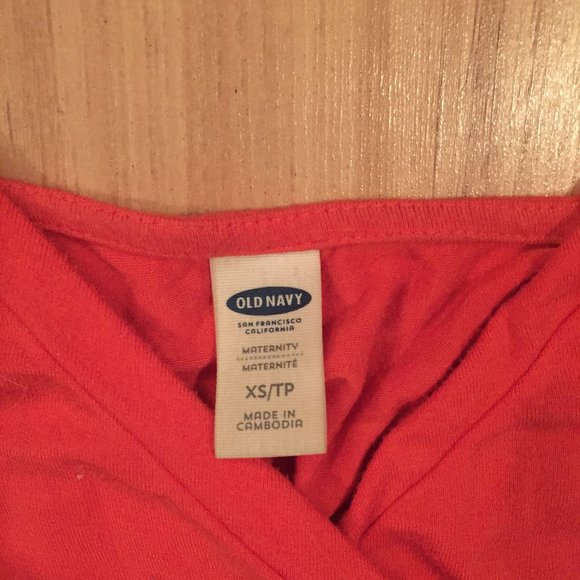 OLD NAVY
SAN FRANCISCO
CALIFORNIA
MATERNITY
MATERNITÉ
XS/TP
MADE IN
CAMBODIA